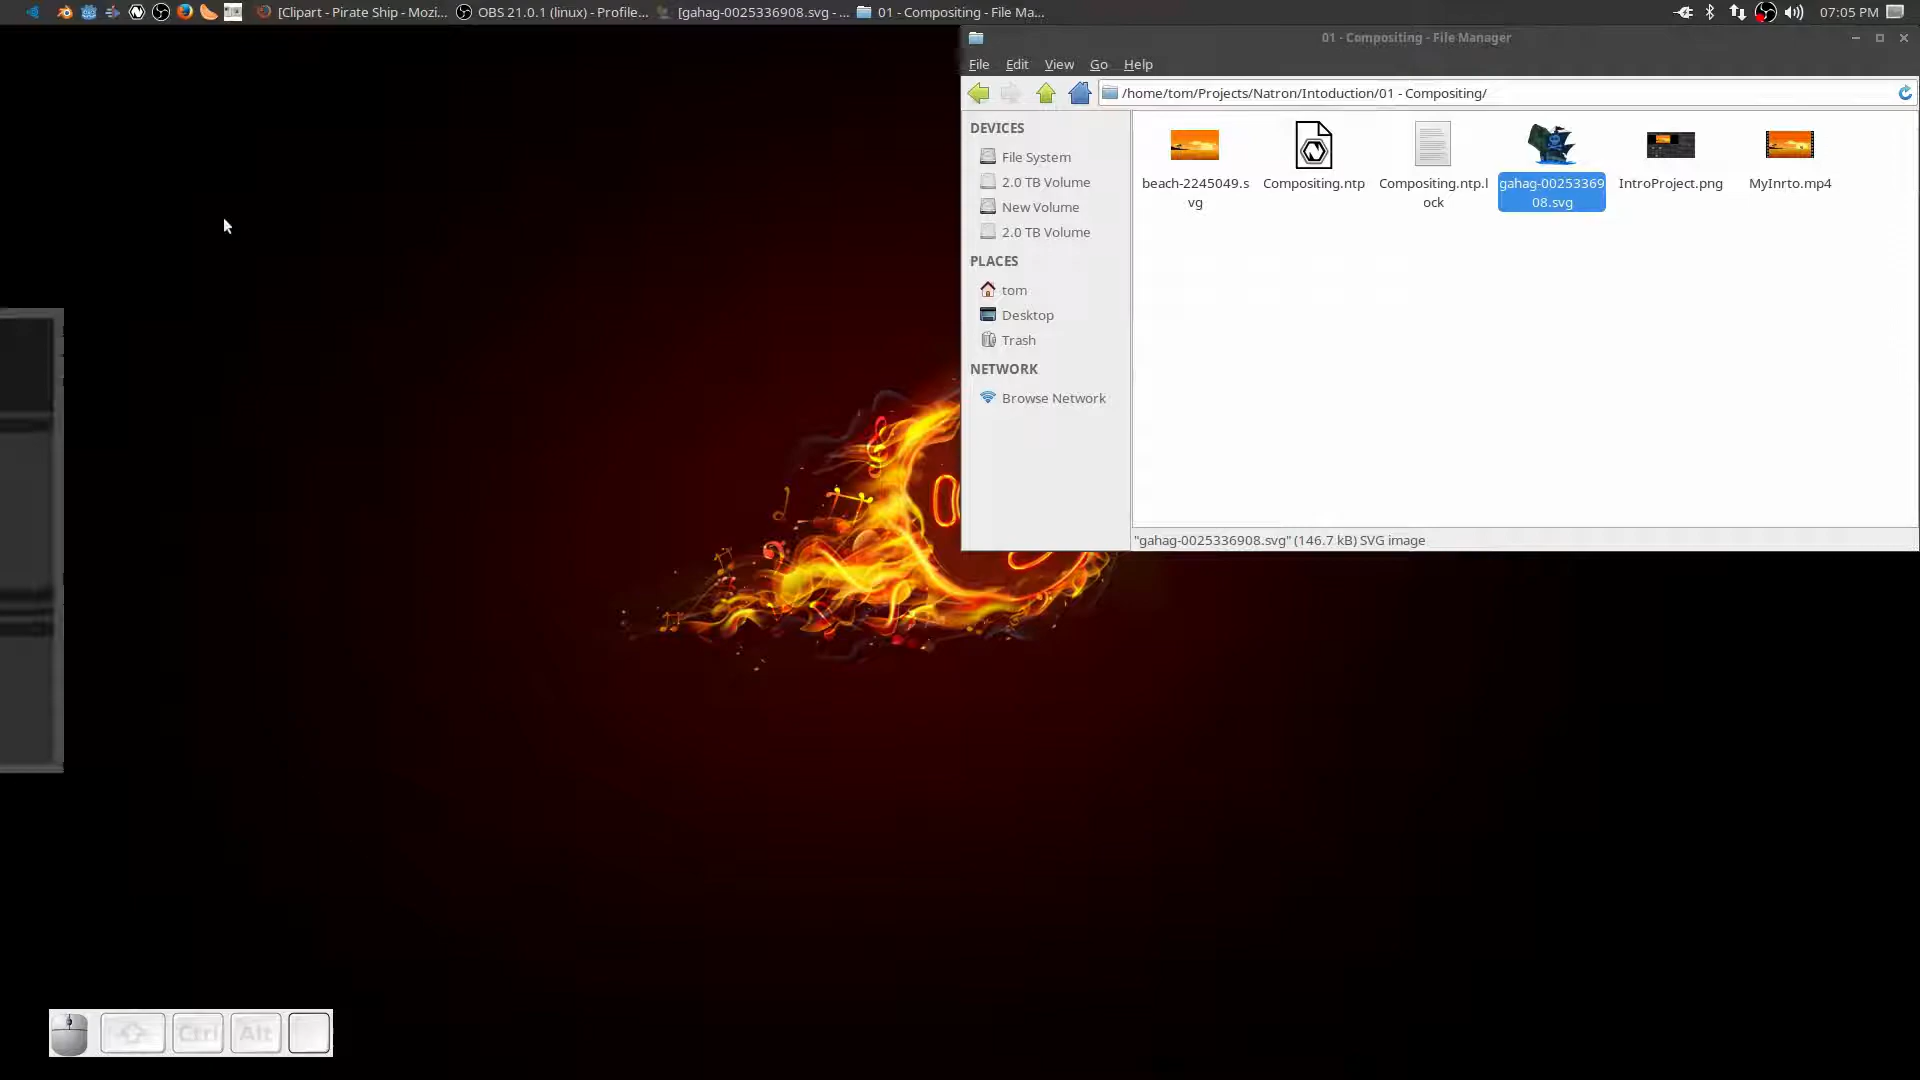 [Clipart - Pirate Ship - Mozi... OBS 21.0.1 (linux) - Profile... [gahag-0025336908.svg - ... 01 - Compositing - File Ma... 07:05 PM
01 - Compositing - File Manager
File Edit View Go Help
/home/tom/Projects/Natron/Intoduction/01 - Compositing/
DEVICES
File System
2.0 TB Volume
New Volume
2.0 TB Volume
PLACES
tom
Desktop
Trash
NETWORK
Browse Network
beach-2245049.s
vg
Compositing.ntp
Compositing.ntp.l
ock
gahag-00253369
08.svg
IntroProject.png
MyInrto.mp4
"gahag-0025336908.svg" (146.7 kB) SVG image
Ctrl Alt